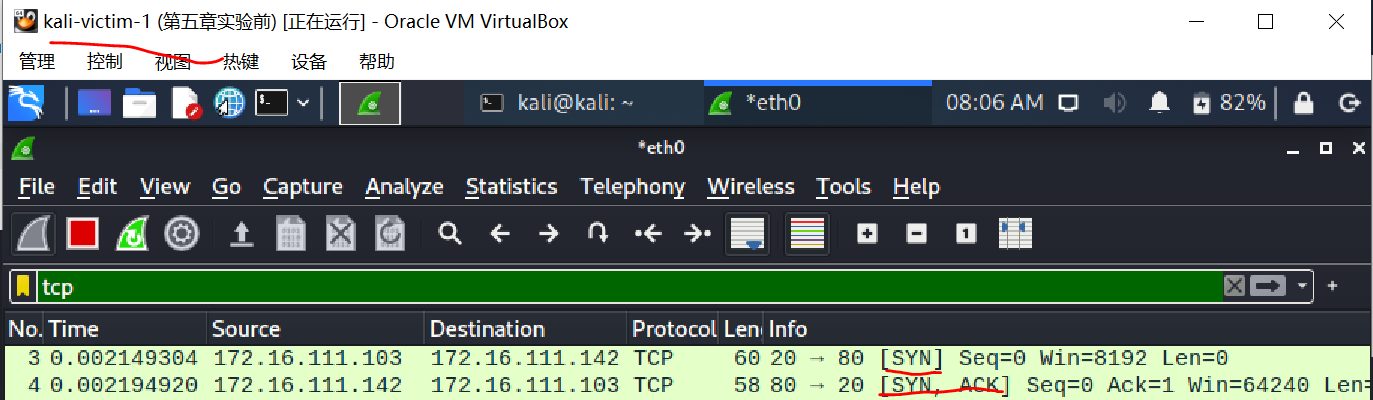 kali-victim-1 (第五章实验前) [正在运行] - Oracle VM VirtualBox
管理 控制 视图 热键 设备 帮助
kali@kali: ~ *eth0 08:06 AM 82%
*eth0
File Edit View Go Capture Analyze Statistics Telephony Wireless Tools Help
tcp
No. Time Source Destination Protocol Len Info
3 0.002149304 172.16.111.103 172.16.111.142 TCP 60 20 → 80 [SYN] Seq=0 Win=8192 Len=0
4 0.002194920 172.16.111.142 172.16.111.103 TCP 58 80 → 20 [SYN, ACK] Seq=0 Ack=1 Win=64240 Len=